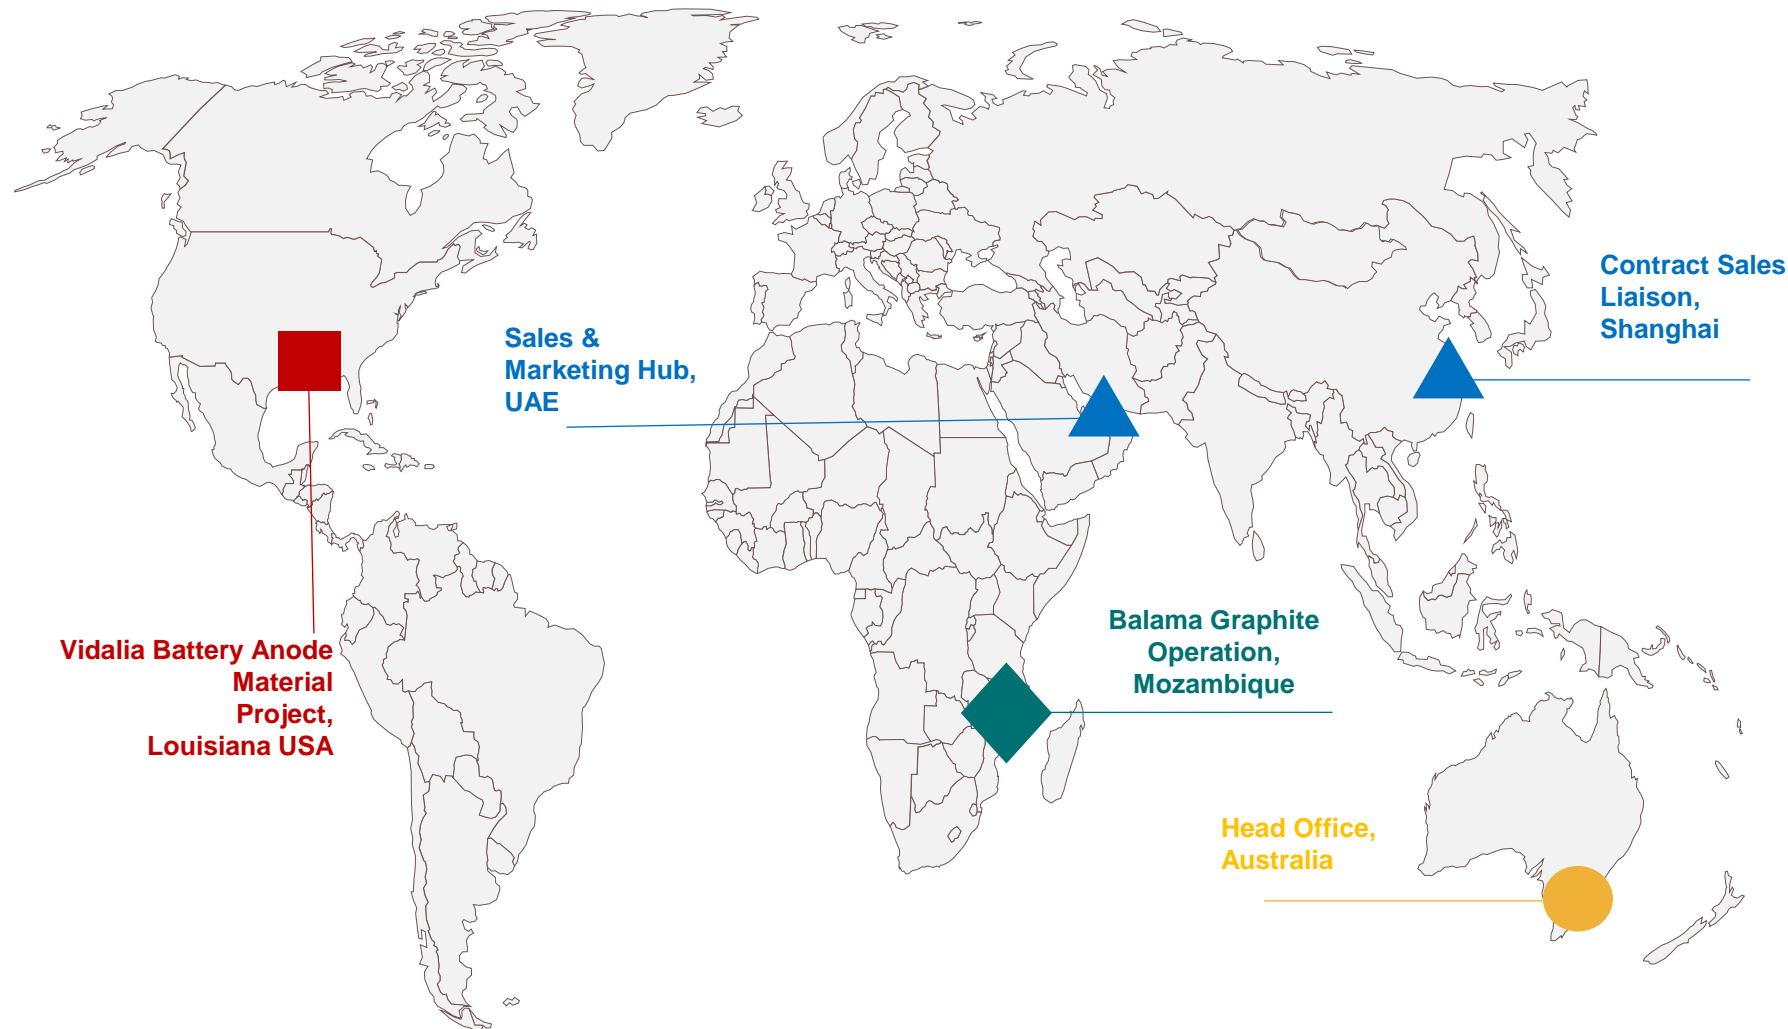 Contract Sales
Liaison,
Shanghai
Sales &
Marketing Hub,
UAE
Balama Graphite
Operation,
Mozambique
Vidalia Battery Anode
Material
Project,
Louisiana USA
Head Office,
Australia